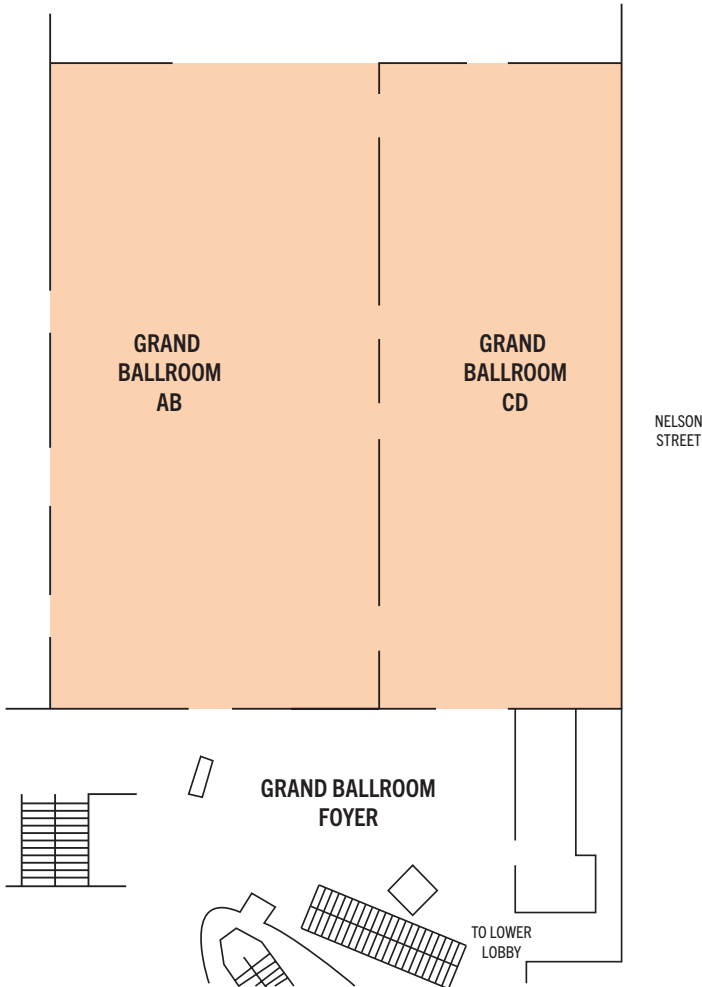 GRAND
BALLROOM
AB
GRAND
BALLROOM
CD
NELSON
STREET
GRAND BALLROOM
FOYER
TO LOWER
LOBBY